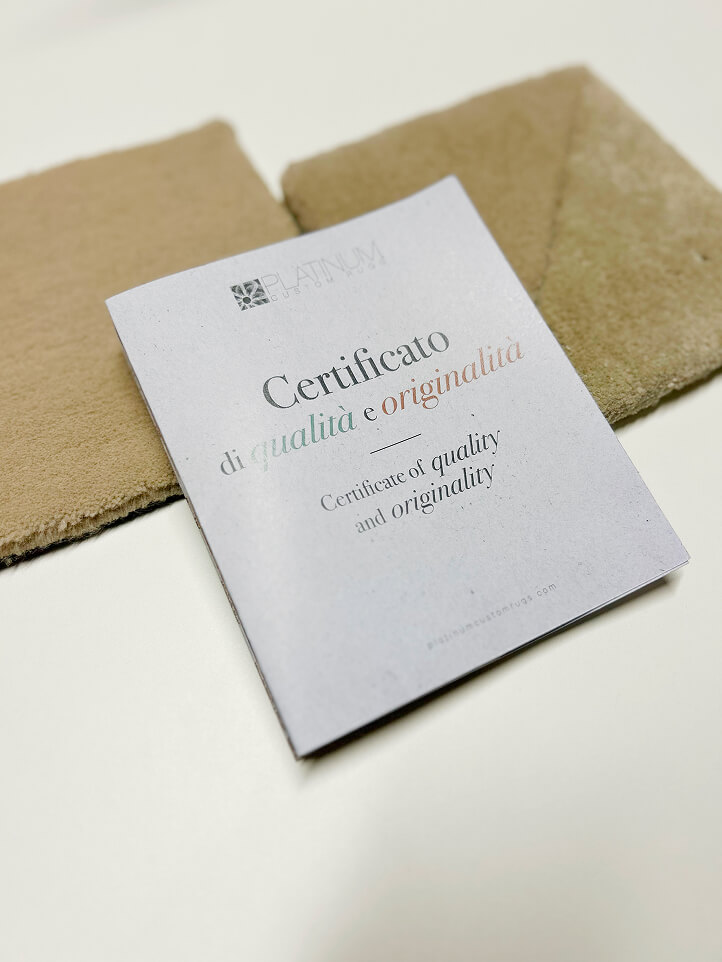 PLATINUM
CUSTOM RUGS
Certificato
di qualità e originalità
Certificate of quality
and originality
platinumcustomrugs.com